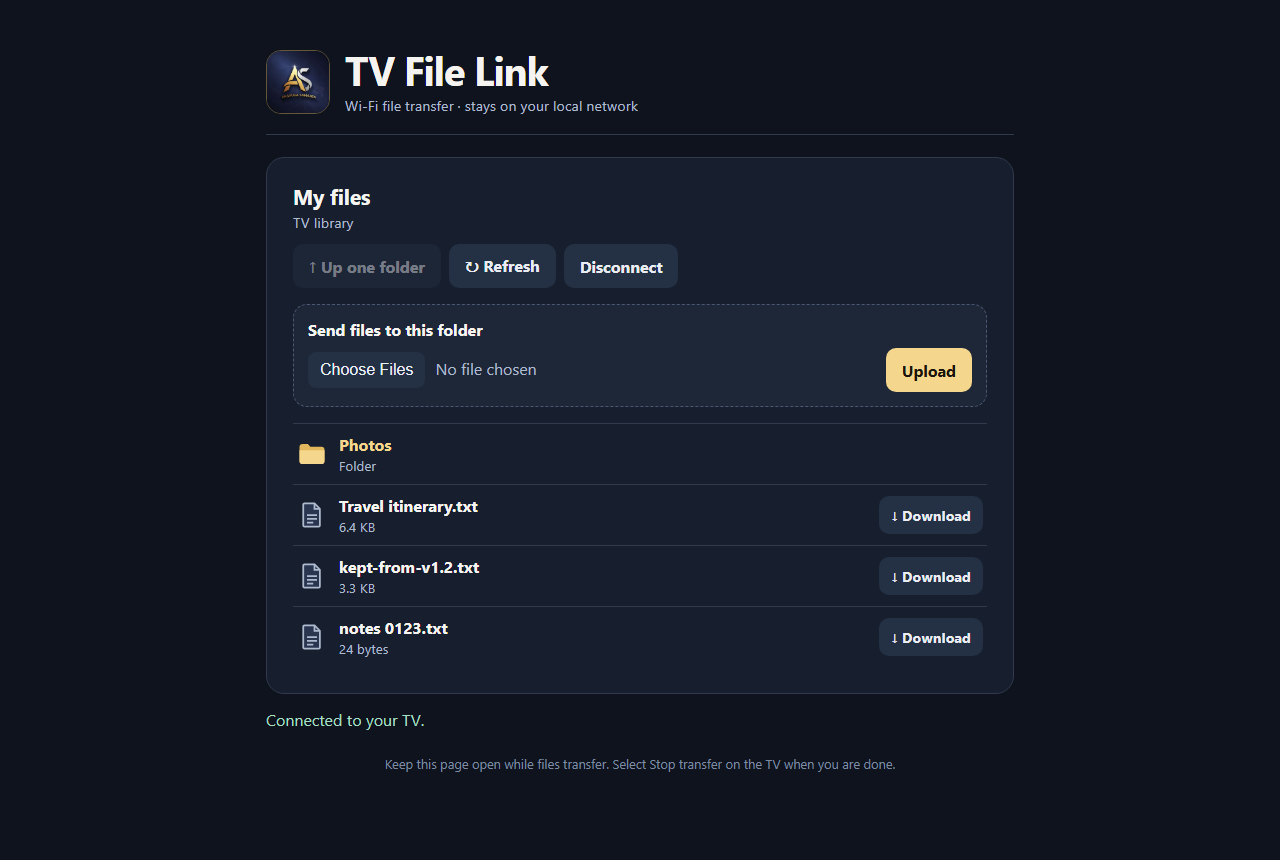 AS
TV File Link
Wi-Fi file transfer · stays on your local network
My files
TV library
↑ Up one folder
↻ Refresh
Disconnect
Send files to this folder
Choose Files
No file chosen
Upload
Photos
Folder
Travel itinerary.txt
6.4 KB
↓ Download
kept-from-v1.2.txt
3.3 KB
↓ Download
notes 0123.txt
24 bytes
↓ Download
Connected to your TV.
Keep this page open while files transfer. Select Stop transfer on the TV when you are done.